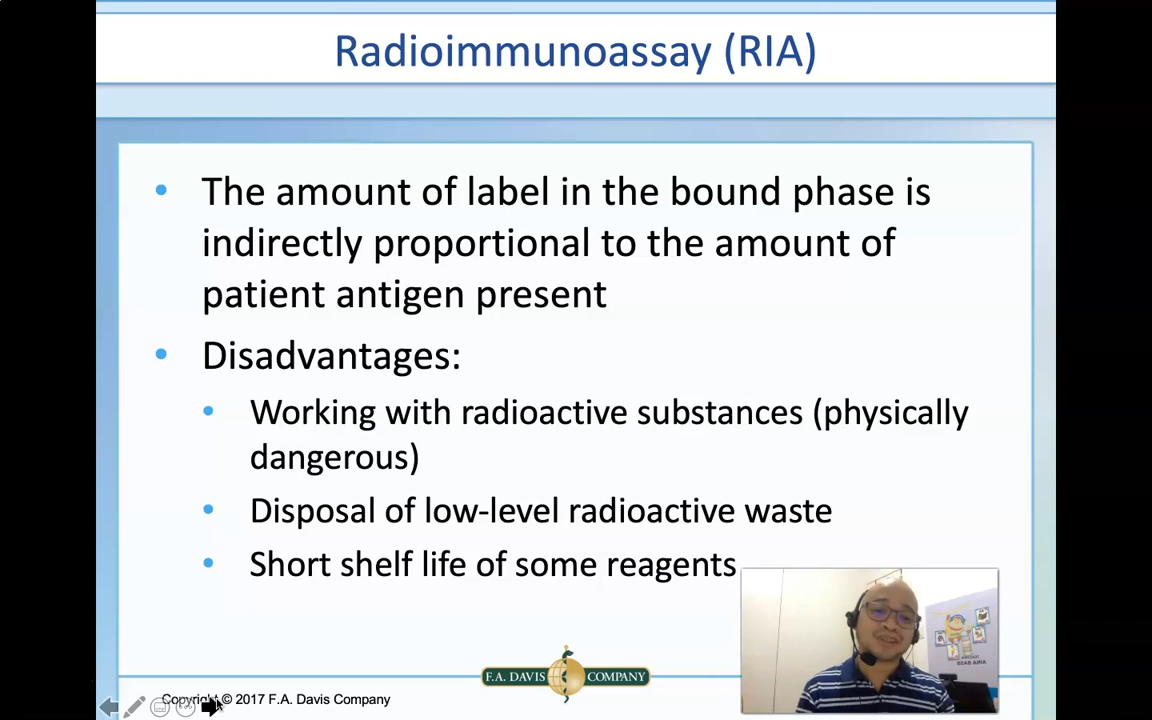 Radioimmunoassay (RIA)
• The amount of label in the bound phase is
indirectly proportional to the amount of
patient antigen present
• Disadvantages:
• Working with radioactive substances (physically
dangerous)
• Disposal of low-level radioactive waste
• Short shelf life of some reagents
F.A. DAVIS COMPANY
Copyright © 2017 F.A. Davis Company